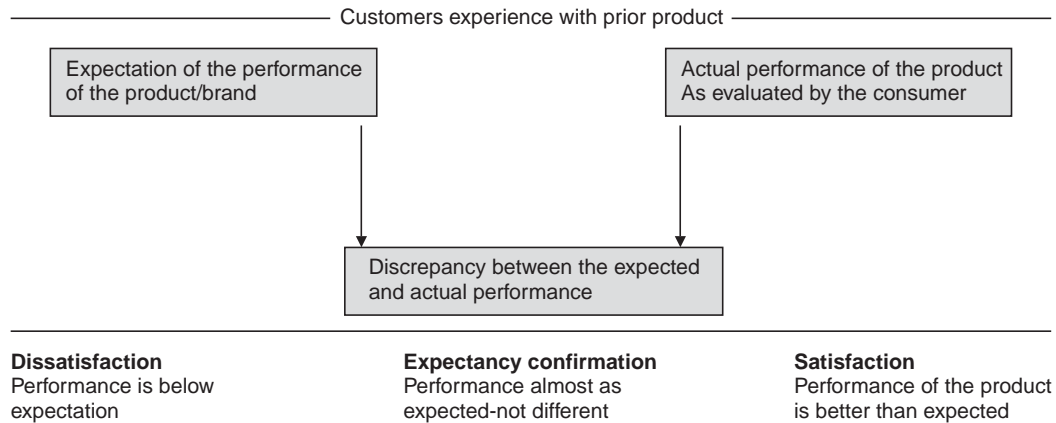 Customers experience with prior product
Expectation of the performance
of the product/brand
Actual performance of the product
As evaluated by the consumer
Discrepancy between the expected
and actual performance
Dissatisfaction
Performance is below
expectation
Expectancy confirmation
Performance almost as
expected-not different
Satisfaction
Performance of the product
is better than expected